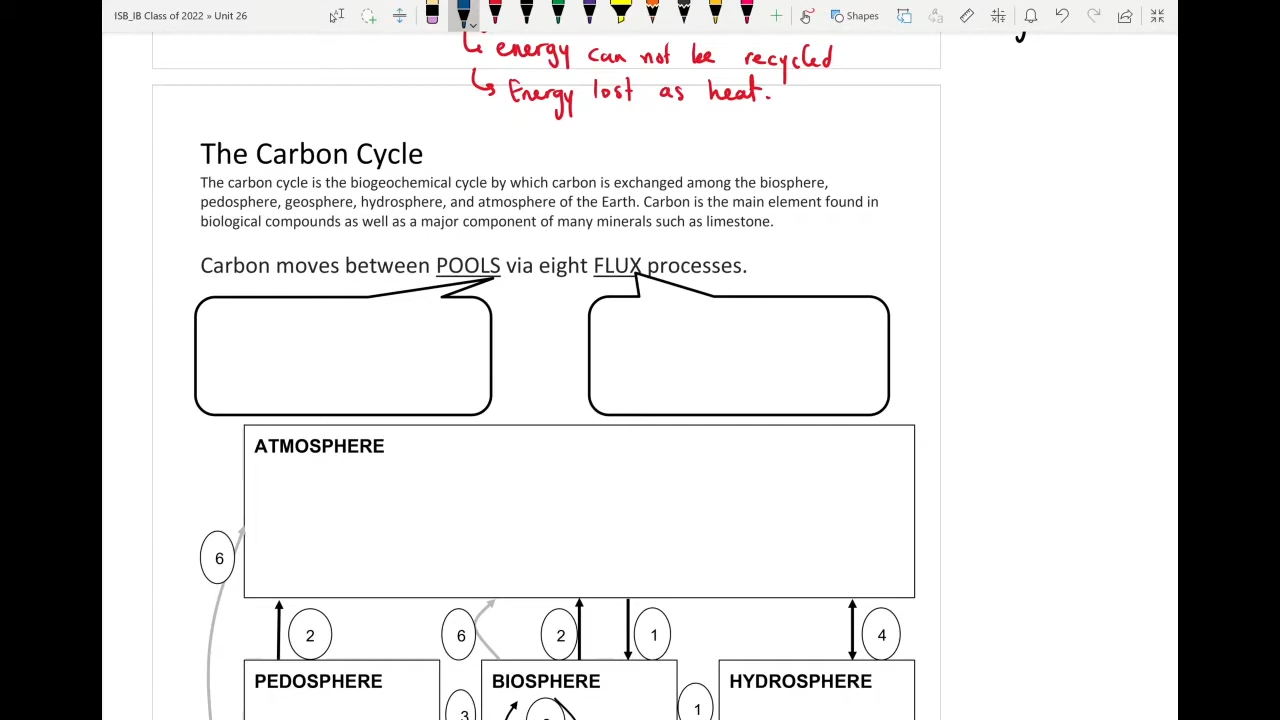 ISB_IB Class of 2022 » Unit 26
Shapes
energy can not be recycled
Energy lost as heat.
The Carbon Cycle
The carbon cycle is the biogeochemical cycle by which carbon is exchanged among the biosphere,
pedosphere, geosphere, hydrosphere, and atmosphere of the Earth. Carbon is the main element found in
biological compounds as well as a major component of many minerals such as limestone.
Carbon moves between POOLS via eight FLUX processes.
ATMOSPHERE
6
2
6
2
1
4
PEDOSPHERE
BIOSPHERE
HYDROSPHERE
3
1